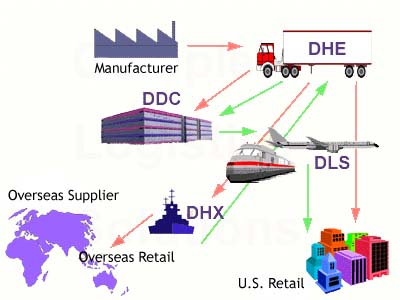 DHE
Manufacturer
DDC
DLS
Overseas Supplier
DHX
Overseas Retail
U.S. Retail